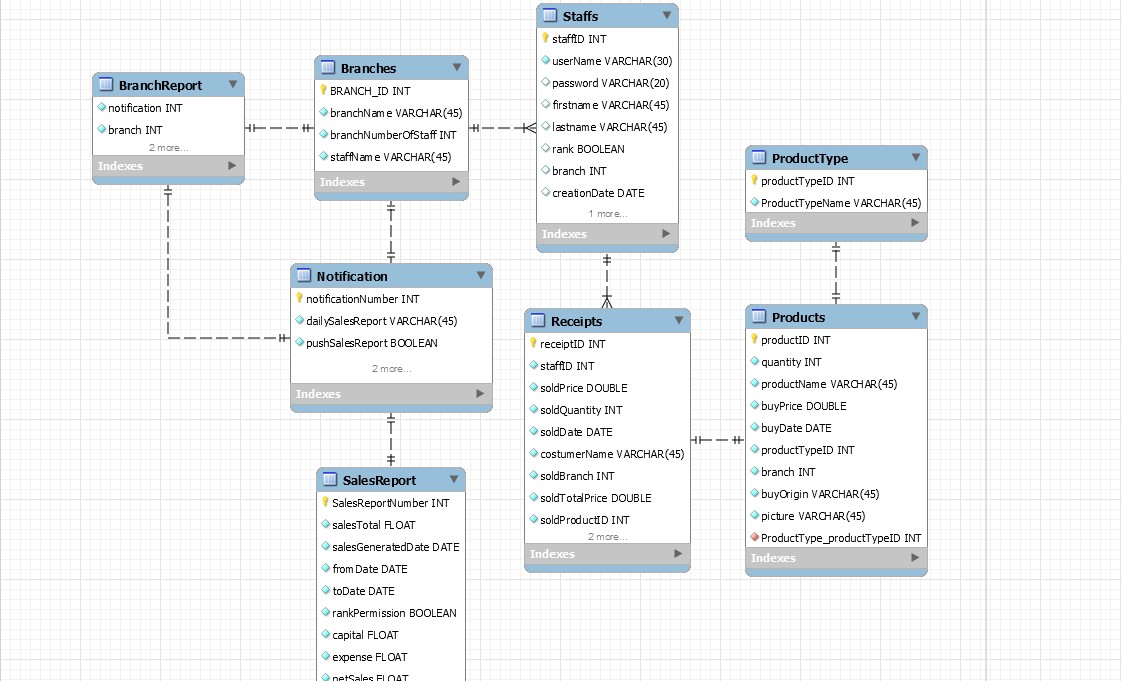 BranchReport
notification INT
branch INT
2 more...
Indexes
Branches
BRANCH_ID INT
branchName VARCHAR(45)
branchNumberOfStaff INT
staffName VARCHAR(45)
Indexes
Staffs
staffID INT
userName VARCHAR(30)
password VARCHAR(20)
firstname VARCHAR(45)
lastname VARCHAR(45)
rank BOOLEAN
branch INT
creationDate DATE
1 more...
Indexes
ProductType
productTypeID INT
ProductTypeName VARCHAR(45)
Indexes
Notification
notificationNumber INT
dailySalesReport VARCHAR(45)
pushSalesReport BOOLEAN
2 more...
Indexes
Receipts
receiptID INT
staffID INT
soldPrice DOUBLE
soldQuantity INT
soldDate DATE
costumerName VARCHAR(45)
soldBranch INT
soldTotalPrice DOUBLE
soldProductID INT
2 more...
Indexes
Products
productID INT
quantity INT
productName VARCHAR(45)
buyPrice DOUBLE
buyDate DATE
productTypeID INT
branch INT
buyOrigin VARCHAR(45)
picture VARCHAR(45)
ProductType_productTypeID INT
Indexes
SalesReport
SalesReportNumber INT
salesTotal FLOAT
salesGeneratedDate DATE
fromDate DATE
toDate DATE
rankPermission BOOLEAN
capital FLOAT
expense FLOAT
netSales FLOAT